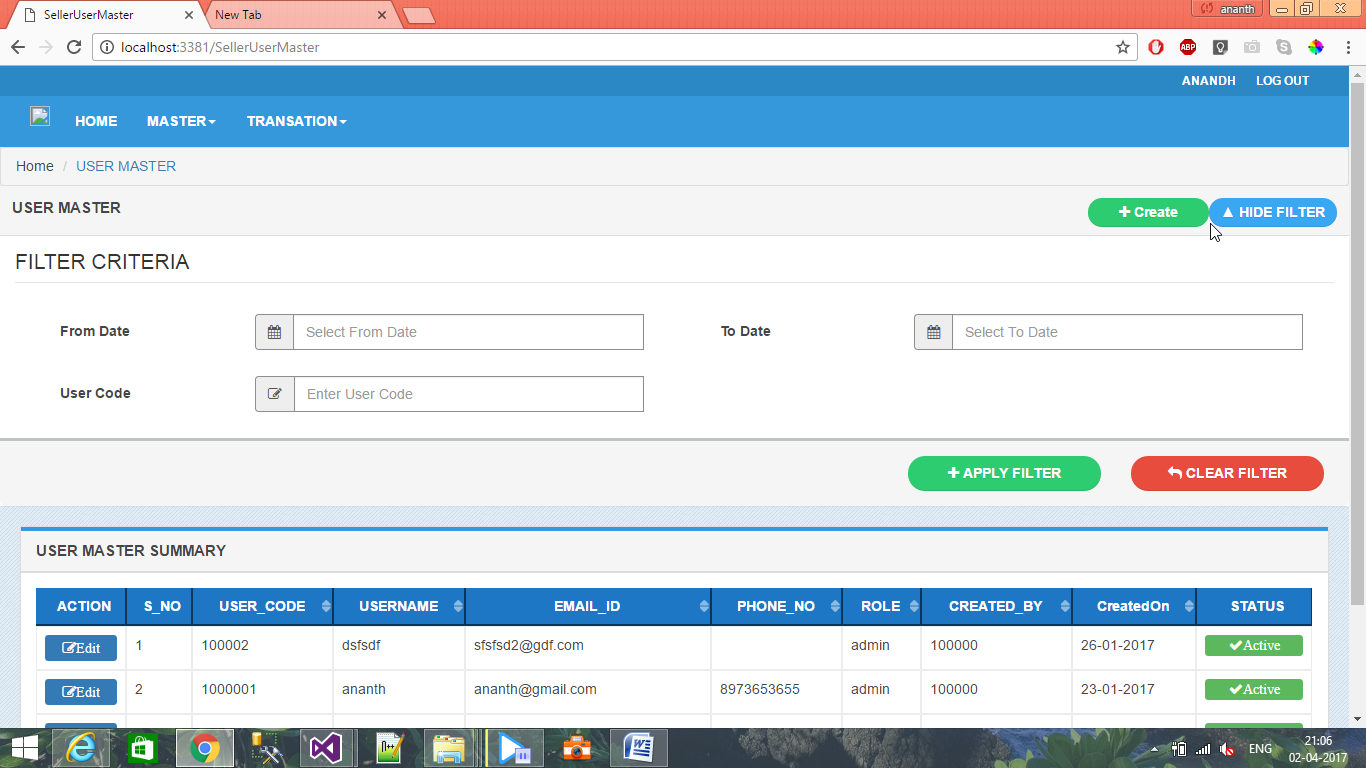 SellerUserMaster
New Tab
ananth
localhost:3381/SellerUserMaster
ABP
ANANDH LOG OUT
HOME MASTER TRANSATION
Home / USER MASTER
USER MASTER
Create
HIDE FILTER
FILTER CRITERIA
From Date Select From Date To Date Select To Date
User Code Enter User Code
APPLY FILTER CLEAR FILTER
USER MASTER SUMMARY
ACTION S_NO USER_CODE USERNAME EMAIL_ID PHONE_NO ROLE CREATED_BY CreatedOn STATUS
Edit 1 100002 dsfsdf sfsfsd2@gdf.com admin 100000 26-01-2017 Active
Edit 2 1000001 ananth ananth@gmail.com 8973653655 admin 100000 23-01-2017 Active
ENG
21:06
02-04-2017